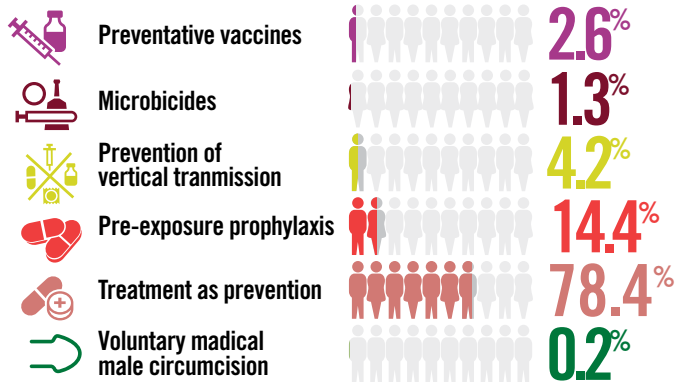 Preventative vaccines
2.6%
Microbicides
1.3%
Prevention of
vertical tranmission
4.2%
Pre-exposure prophylaxis
14.4%
Treatment as prevention
78.4%
Voluntary madical
male circumcision
0.2%